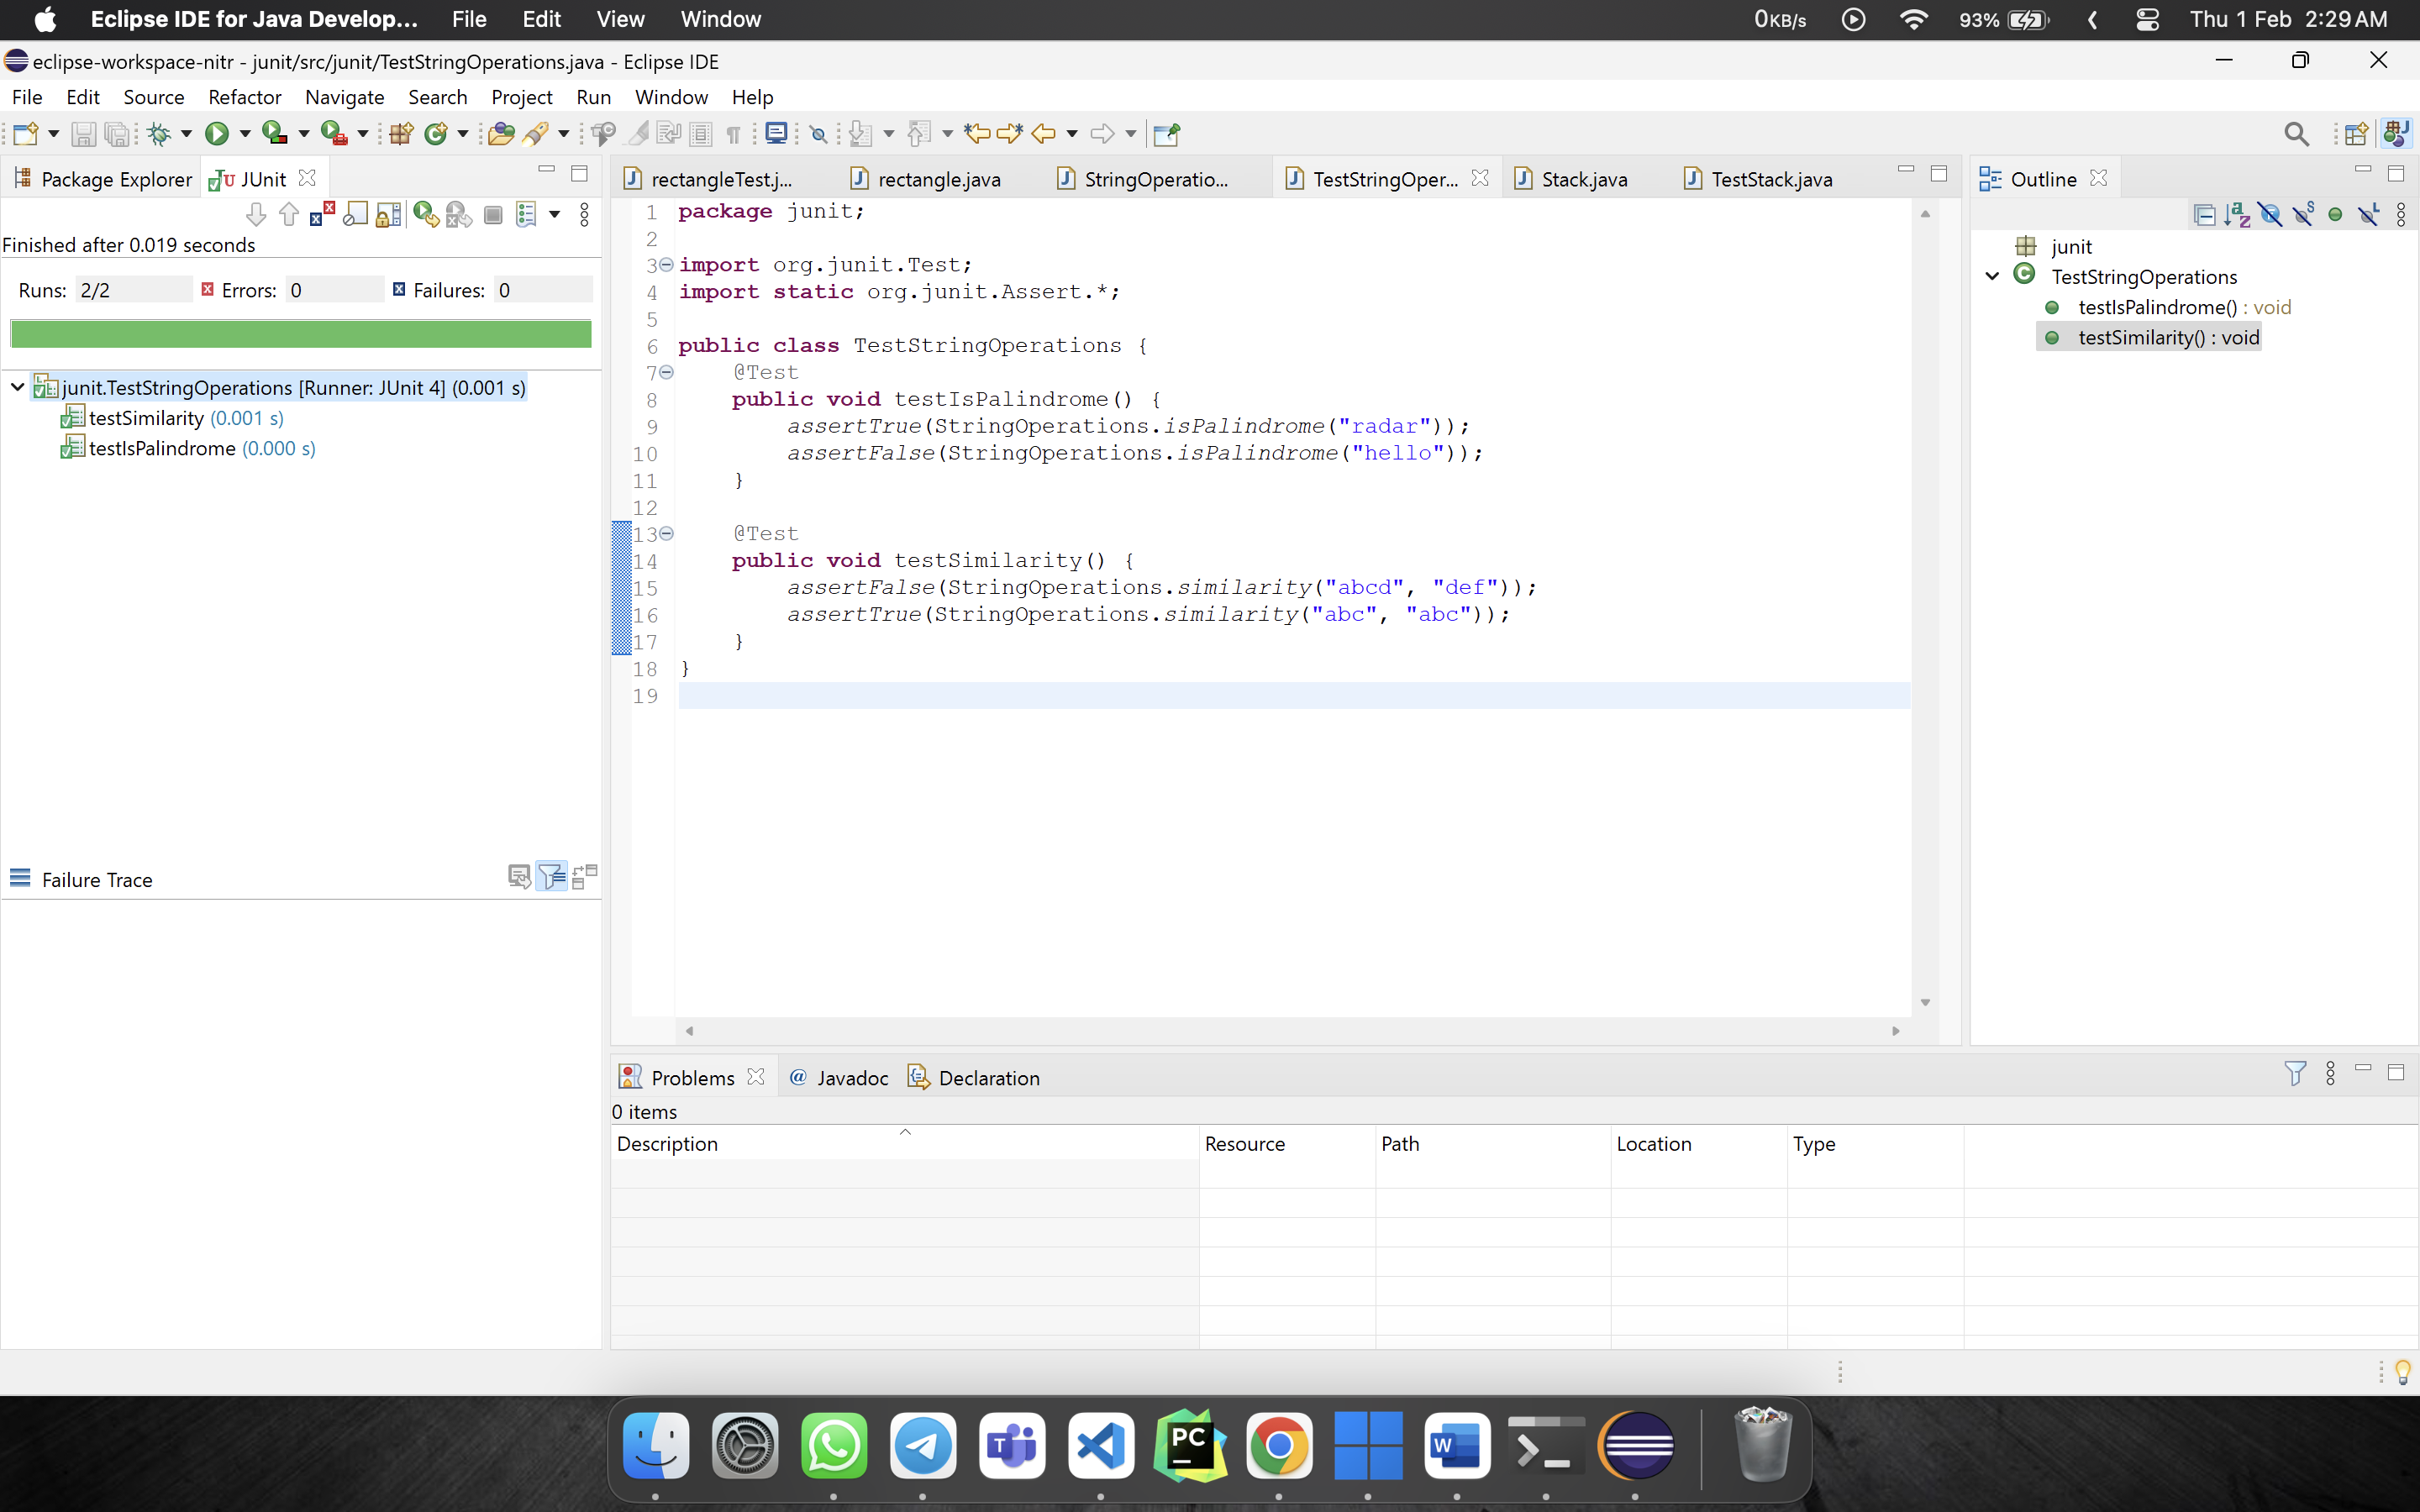 Eclipse IDE for Java Develop... File Edit View Window 0KB/s 93% Thu 1 Feb 2:29 AM
eclipse-workspace-nitr - junit/src/junit/TestStringOperations.java - Eclipse IDE
File Edit Source Refactor Navigate Search Project Run Window Help
Package Explorer JUnit
Finished after 0.019 seconds
Runs: 2/2 Errors: 0 Failures: 0
junit.TestStringOperations [Runner: JUnit 4] (0.001 s)
testSimilarity (0.001 s)
testIsPalindrome (0.000 s)
Failure Trace
rectangleTest.j... rectangle.java StringOperatio... TestStringOper... Stack.java TestStack.java
1 package junit;
2
3 import org.junit.Test;
4 import static org.junit.Assert.*;
5
6 public class TestStringOperations {
7 @Test
8 public void testIsPalindrome() {
9 assertTrue(StringOperations.isPalindrome("radar"));
10 assertFalse(StringOperations.isPalindrome("hello"));
11 }
12
13 @Test
14 public void testSimilarity() {
15 assertFalse(StringOperations.similarity("abcd", "def"));
16 assertTrue(StringOperations.similarity("abc", "abc"));
17 }
18 }
19
Outline
junit
TestStringOperations
testIsPalindrome() : void
testSimilarity() : void
Problems @ Javadoc Declaration
0 items
Description Resource Path Location Type
T PC W